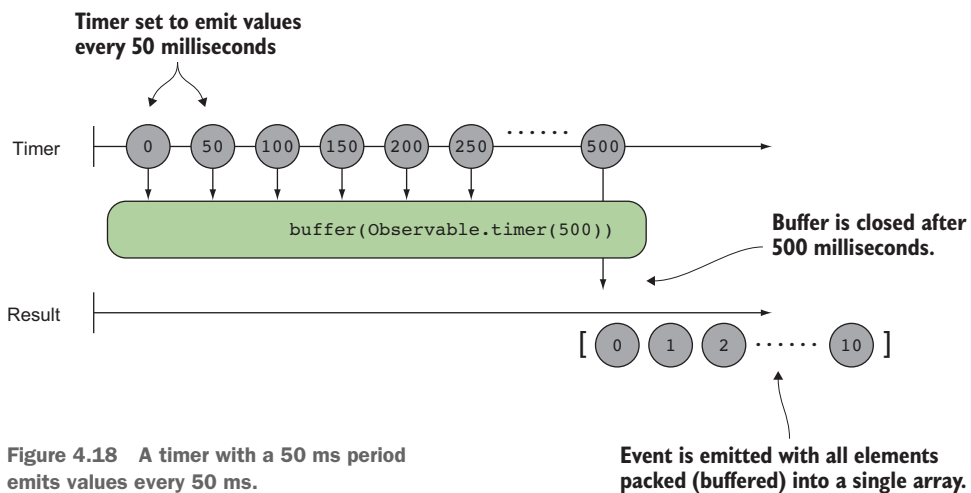 Timer set to emit values
every 50 milliseconds
Timer
0 50 100 150 200 250 ...... 500
buffer(Observable.timer(500))
Buffer is closed after
500 milliseconds.
Result
[ 0 1 2 ...... 10 ]
Figure 4.18 A timer with a 50 ms period
emits values every 50 ms.
Event is emitted with all elements
packed (buffered) into a single array.